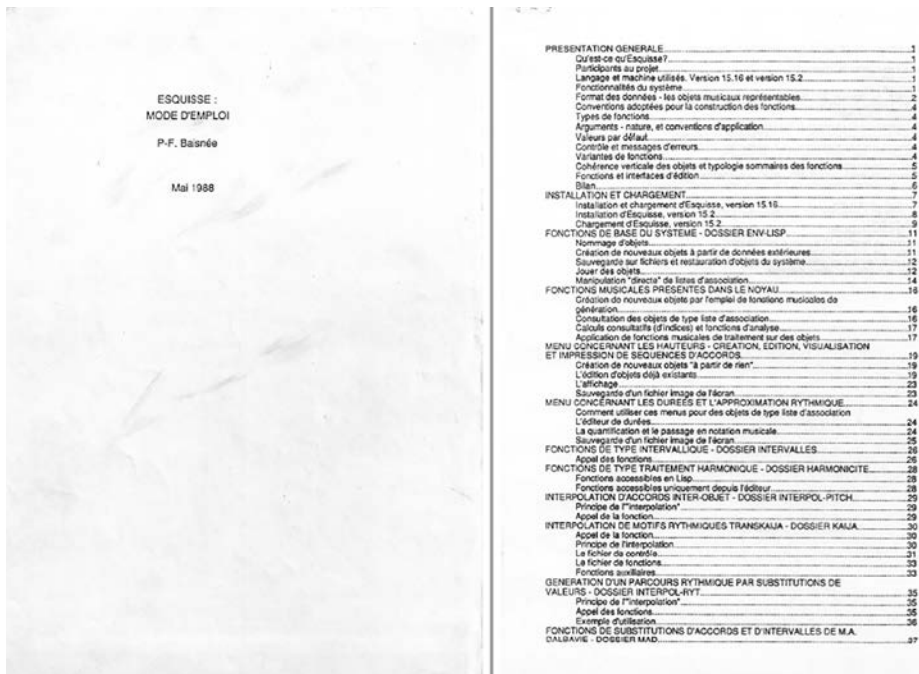 ESQUISSE :
MODE D'EMPLOI
P-F. Baisnée
Mai 1988
PRESENTATION GENERALE.....1
Qu'est-ce qu'Esquisse?.....1
Participants au projet.....1
Langage et machine utilisés. Version 15.16 et version 15.2.....1
Fonctionnalités du système.....1
Format des données - les objets musicaux représentables.....2
Conventions adoptées pour la construction des fonctions.....4
Types de fonctions.....4
Arguments - nature, et conventions d'application.....4
Valeurs par défaut.....4
Contrôle et messages d'erreurs.....4
Variantes de fonctions.....4
Cohérence verticale des objets et typologie sommaires des fonctions.....5
Fonctions et interfaces d'édition.....5
Bilan.....6
INSTALLATION ET CHARGEMENT.....7
Installation et chargement d'Esquisse, version 15.16.....7
Installation d'Esquisse, version 15.2.....8
Chargement d'Esquisse, version 15.2.....9
FONCTIONS DE BASE DU SYSTEME - DOSSIER ENV-LISP.....11
Nommage d'objets.....11
Création de nouveaux objets à partir de données extérieures.....11
Sauvegarde sur fichiers et restauration d'objets du système.....12
Jouer des objets.....12
Manipulation "directe" de listes d'association.....14
FONCTIONS MUSICALES PRESENTES DANS LE NOYAU.....16
Création de nouveaux objets par l'emploi de fonctions musicales de
génération.....16
Consultation des objets de type liste d'association.....16
Calculs consultatifs (d'indices) et fonctions d'analyse.....17
Application de fonctions musicales de traitement sur des objets.....17
MENU CONCERNANT LES HAUTEURS - CREATION, EDITION, VISUALISATION
ET IMPRESSION DE SEQUENCES D'ACCORDS.....19
Création de nouveaux objets "à partir de rien".....19
L'édition d'objets déjà existants.....19
L'affichage.....23
Sauvegarde d'un fichier image de l'écran.....23
MENU CONCERNANT LES DUREES ET L'APPROXIMATION RYTHMIQUE.....24
Comment utiliser ces menus pour des objets de type liste d'association
L'éditeur de durées.....24
La quantification et le passage en notation musicale.....24
Sauvegarde d'un fichier image de l'écran.....25
FONCTIONS DE TYPE INTERVALLIQUE - DOSSIER INTERVALLES.....26
Appel des fonctions.....26
FONCTIONS DE TYPE TRAITEMENT HARMONIQUE - DOSSIER HARMONICITE.....28
Fonctions accessibles en Lisp.....28
Fonctions accessibles uniquement depuis l'éditeur.....28
INTERPOLATION D'ACCORDS INTER-OBJET - DOSSIER INTERPOL-PITCH.....29
Principe de l'"interpolation".....29
Appel de la fonction.....29
INTERPOLATION DE MOTIFS RYTHMIQUES TRANSKAIJA - DOSSIER KAIJA.....30
Appel de la fonction.....30
Principe de l'interpolation.....30
Le fichier de contrôle.....31
Le fichier de fonctions.....33
Fonctions auxiliaires.....33
GENERATION D'UN PARCOURS RYTHMIQUE PAR SUBSTITUTIONS DE
VALEURS - DOSSIER INTERPOL-RYT.....35
Principe de l'"interpolation".....35
Appel des fonctions.....35
Exemple d'utilisation.....36
FONCTIONS DE SUBSTITUTIONS D'ACCORDS ET D'INTERVALLES DE M.A.
DALBAVIE - DOSSIER MAD.....37